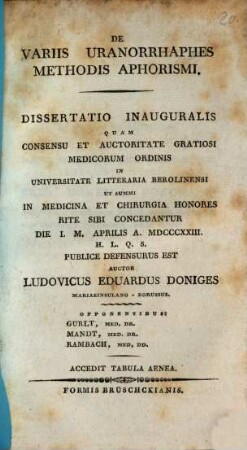 20.
DE
VARIIS URANORRHAPHES
METHODIS APHORISMI.
DISSERTATIO INAUGURALIS
QUAM
CONSENSU ET AUCTORITATE GRATIOSI
MEDICORUM ORDINIS
IN
UNIVERSITATE LITTERARIA BEROLINENSI
UT SUMMI
IN MEDICINA ET CHIRURGIA HONORES
RITE SIBI CONCEDANTUR
DIE I. M. APRILIS A. MDCCCXXIII.
H. L. Q. S.
PUBLICE DEFENSURUS EST
AUCTOR
LUDOVICUS EDUARDUS DONIGES
MARIAEINSULANO-BORUSSUS.
OPPONENTIBUS:
GURLT, MED. DR.
MANDT, MED. DR.
RAMBACH, MED. DD.
ACCEDIT TABULA AENEA.
FORMIS BRÜSCHCKIANIS.